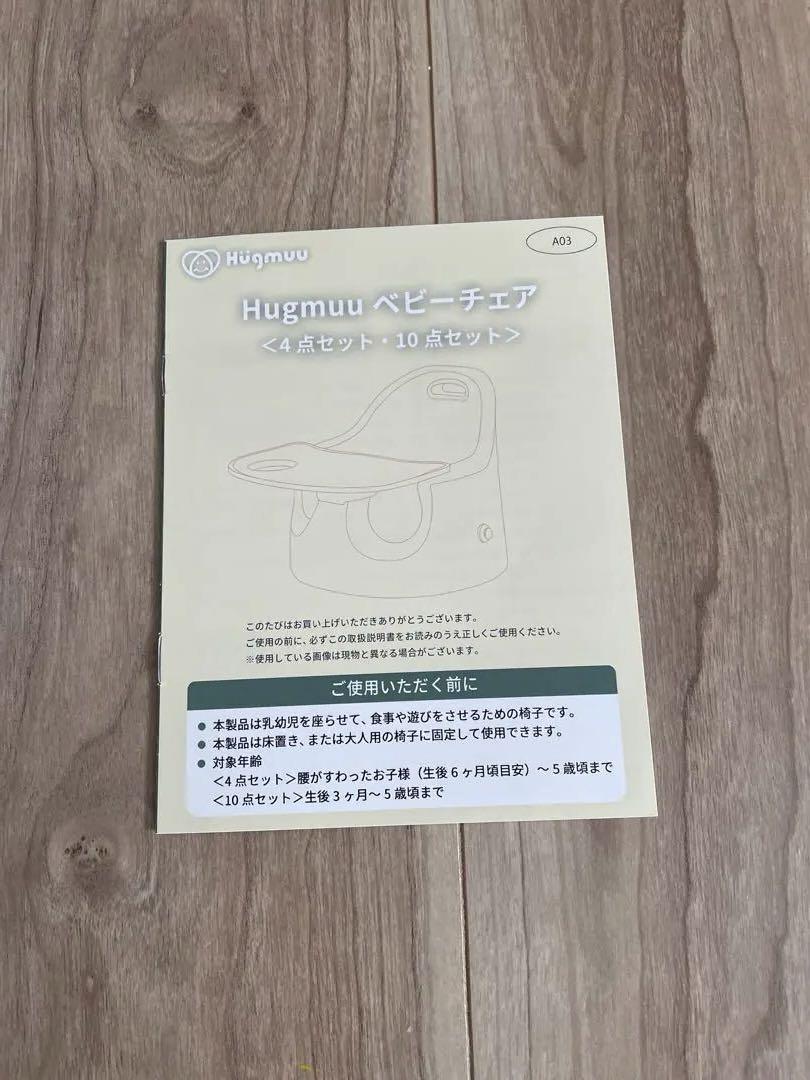 Hugmuu
A03
Hugmuu ベビーチェア
＜4 点セット・10 点セット＞
このたびはお買い上げいただきありがとうございます。
ご使用の前に、必ずこの取扱説明書をお読みのうえ正しくご使用ください。
※使用している画像は現物と異なる場合がございます。
ご使用いただく前に
● 本製品は乳幼児を座らせて、食事や遊びをさせるための椅子です。
● 本製品は床置き、または大人用の椅子に固定して使用できます。
● 対象年齢
＜4 点セット＞腰がすわったお子様（生後 6 ヶ月頃目安）～ 5 歳頃まで
＜10 点セット＞生後 3 ヶ月～ 5 歳頃まで